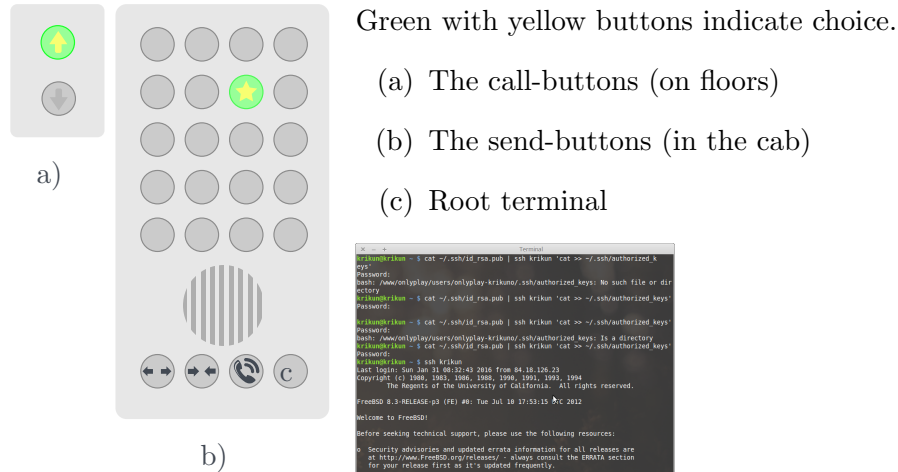 Green with yellow buttons indicate choice.
(a) The call-buttons (on floors)
(b) The send-buttons (in the cab)
(c) Root terminal
a)
c
b)
Terminal
krikun@krikun ~ $ cat ~/.ssh/id_rsa.pub | ssh krikun 'cat >> ~/.ssh/authorized_k
eys'
Password:
bash: /www/onlyplay/users/onlyplay-krikuno/.ssh/authorized_keys: No such file or dir
ectory
krikun@krikun ~ $ cat ~/.ssh/id_rsa.pub | ssh krikun 'cat >> ~/.ssh/authorized_keys'
Password:
krikun@krikun ~ $ cat ~/.ssh/id_rsa.pub | ssh krikun 'cat >> ~/.ssh/authorized_keys'
Password:
bash: /www/onlyplay/users/onlyplay-krikuno/.ssh/authorized_keys: Is a directory
krikun@krikun ~ $ cat ~/.ssh/id_rsa.pub | ssh krikun 'cat >> ~/.ssh/authorized_keys'
Password:
krikun@krikun ~ $ ssh krikun
Last login: Sun Jan 31 08:32:43 2016 from 84.18.126.23
Copyright (c) 1980, 1983, 1986, 1988, 1990, 1991, 1993, 1994
The Regents of the University of California. All rights reserved.
FreeBSD 8.3-RELEASE-p3 (FE) #0: Tue Jul 10 17:53:15 UTC 2012
Welcome to FreeBSD!
Before seeking technical support, please use the following resources:
o Security advisories and updated errata information for all releases are
at http://www.FreeBSD.org/releases/ - always consult the ERRATA section
for your release first as it's updated frequently.